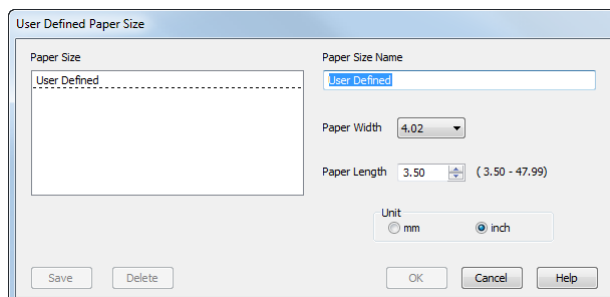 User Defined Paper Size
Paper Size
User Defined
Paper Size Name
User Defined
Paper Width 4.02
Paper Length 3.50 ( 3.50 - 47.99)
Unit
mm inch
Save Delete OK Cancel Help